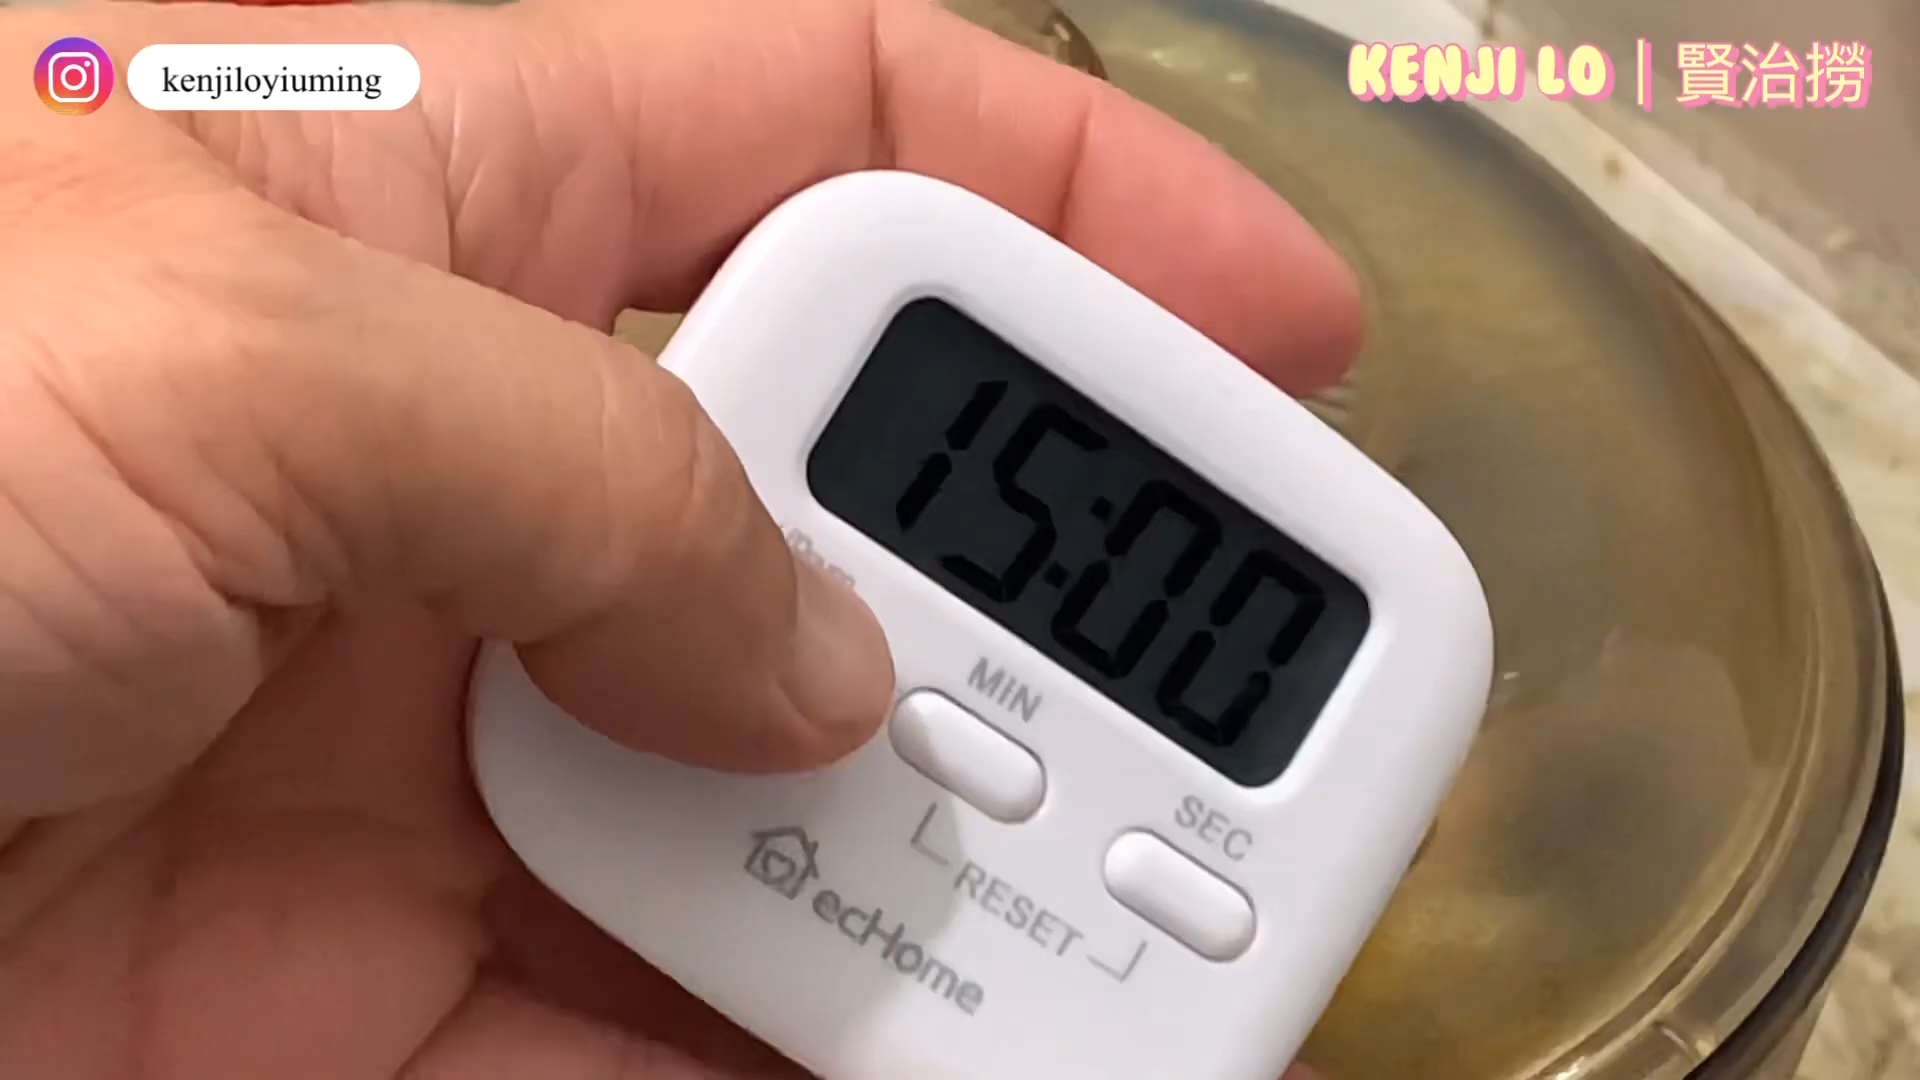 kenjiloyiuming
KENJI LO | 賢治撈
15:00
MIN
SEC
RESET
ecHome